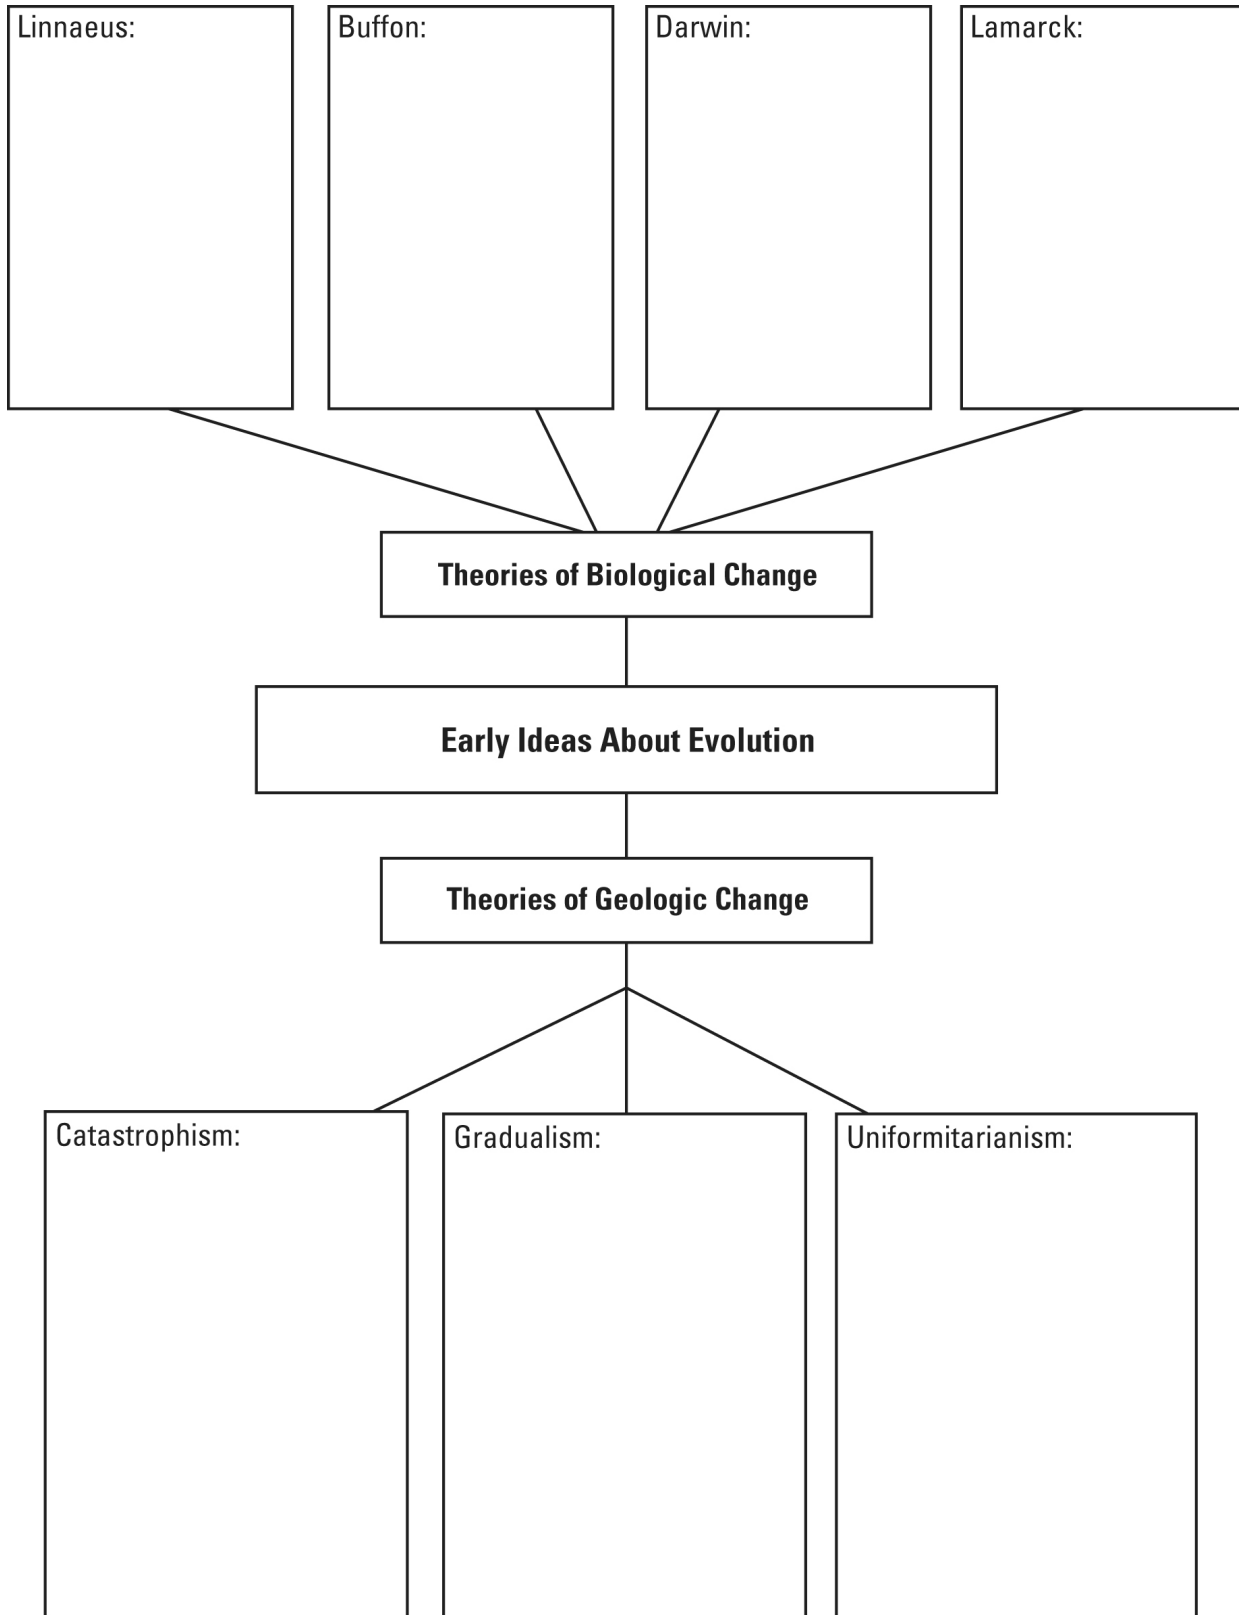 Linnaeus:
Buffon:
Darwin:
Lamarck:
Theories of Biological Change
Early Ideas About Evolution
Theories of Geologic Change
Catastrophism:
Gradualism:
Uniformitarianism: